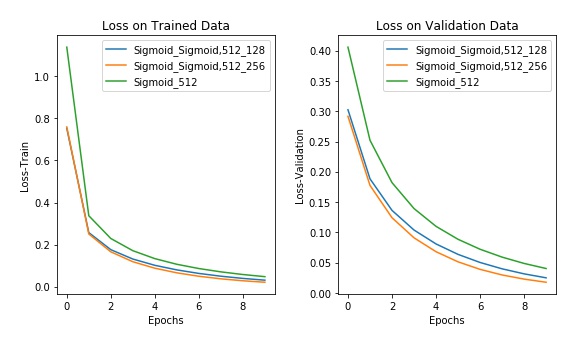 Loss on Trained Data
Loss-Train
1.0
0.8
0.6
0.4
0.2
0.0
Sigmoid_Sigmoid,512_128
Sigmoid_Sigmoid,512_256
Sigmoid_512
0 2 4 6 8
Epochs
Loss on Validation Data
Loss-Validation
0.40
0.35
0.30
0.25
0.20
0.15
0.10
0.05
0.00
Sigmoid_Sigmoid,512_128
Sigmoid_Sigmoid,512_256
Sigmoid_512
0 2 4 6 8
Epochs